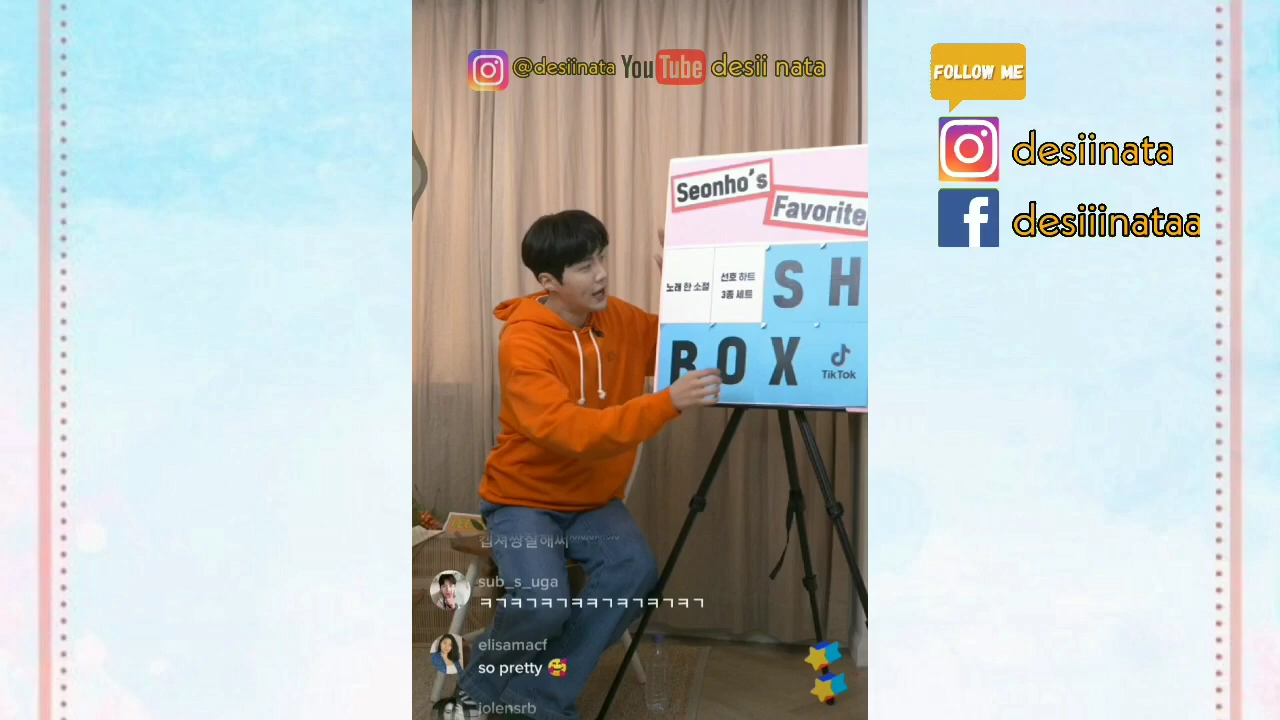 @desiinata YouTube desii nata
FOLLOW ME
desiinata
desiiinataa
Seonho's
Favorite
노래 한 소절
선호 하트
3종 세트
S H
B O X
TikTok
sub_s_uga
ㅋㄱㅋㄱㅋㄱㅋㅋㄱㅋㄱㅋㄱㅋㄱ
elisamacf
so pretty
jolensrb